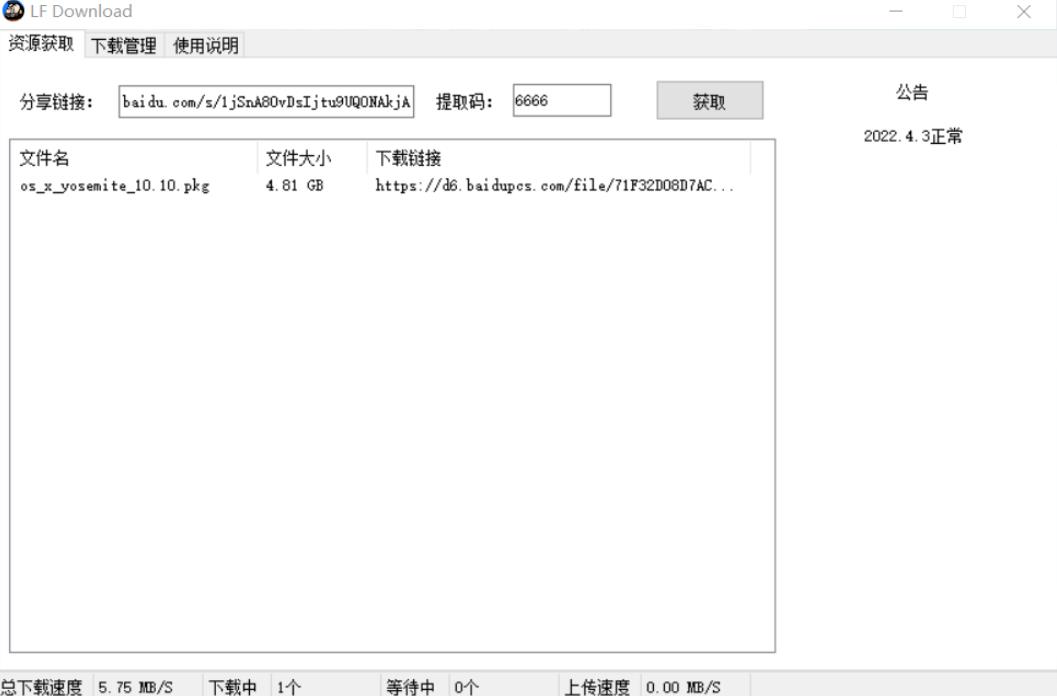 LF Download
资源获取 下载管理 使用说明
分享链接： baidu.com/s/1jSnA8OvDsIjtu9UQONAkjA 提取码： 6666 获取 公告
2022.4.3正常
文件名 文件大小 下载链接
os_x_yosemite_10.10.pkg 4.81 GB https://d6.baidupcs.com/file/71F32D08D7AC...
总下载速度 5.75 MB/S 下载中 1个 等待中 0个 上传速度 0.00 MB/S